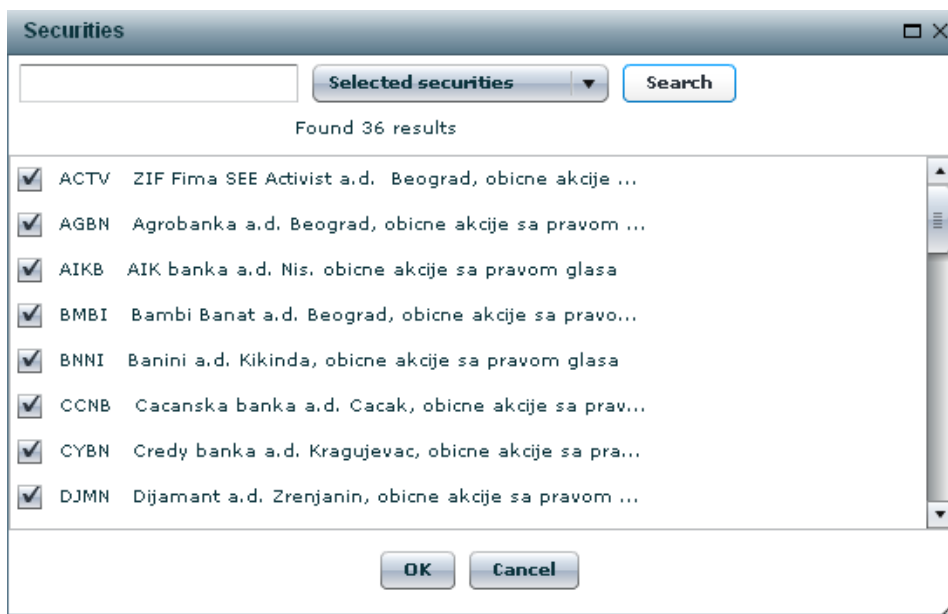 Securities
Selected securities Search
Found 36 results
ACTV ZIF Fima SEE Activist a.d. Beograd, obicne akcije ...
AGBN Agrobanka a.d. Beograd, obicne akcije sa pravom ...
AIKB AIK banka a.d. Nis. obicne akcije sa pravom glasa
BMBI Bambi Banat a.d. Beograd, obicne akcije sa pravo...
BNNI Banini a.d. Kikinda, obicne akcije sa pravom glasa
CCNB Cacanska banka a.d. Cacak, obicne akcije sa prav...
CYBN Credy banka a.d. Kragujevac, obicne akcije sa pra...
DJMN Dijamant a.d. Zrenjanin, obicne akcije sa pravom ...
OK Cancel